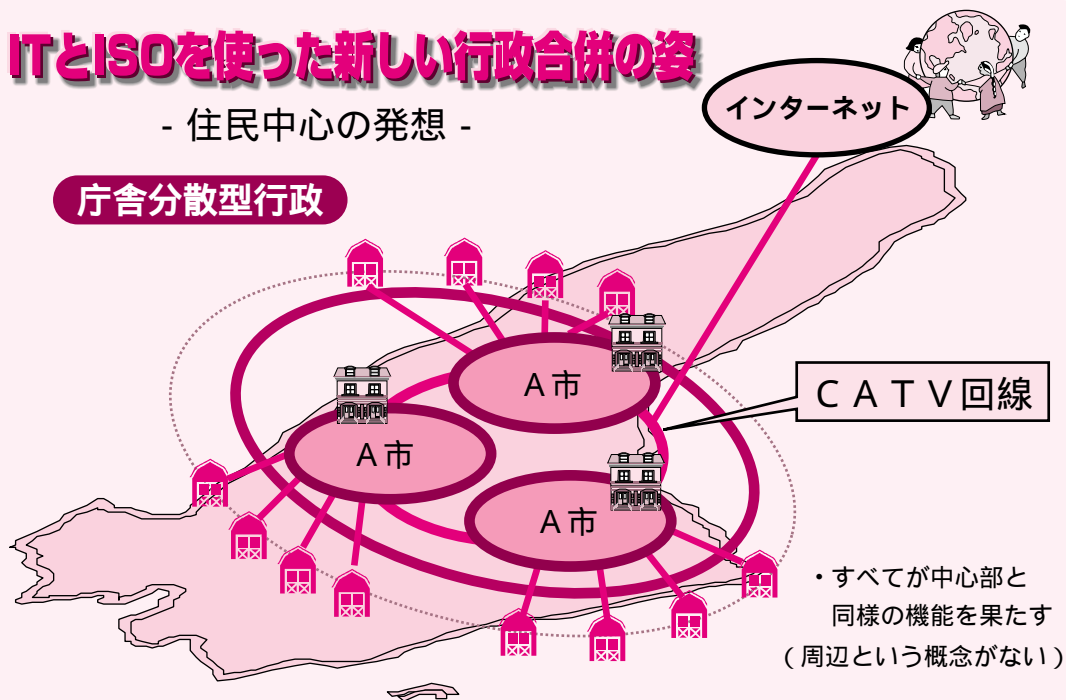 ITとISOを使った新しい行政合併の姿
- 住民中心の発想 -
インターネット
庁舎分散型行政
A市
CATV回線
A市
A市
・すべてが中心部と
同様の機能を果たす
(周辺という概念がない)